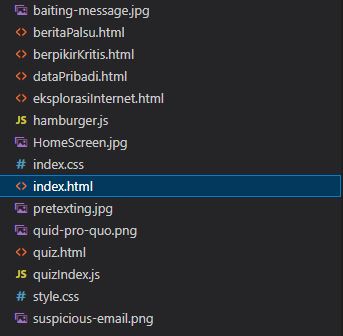 baiting-message.jpg
beritaPalsu.html
berpikirKritis.html
dataPribadi.html
eksplorasiInternet.html
JS hamburger.js
HomeScreen.jpg
# index.css
index.html
pretexting.jpg
quid-pro-quo.png
quiz.html
JS quizIndex.js
# style.css
suspicious-email.png